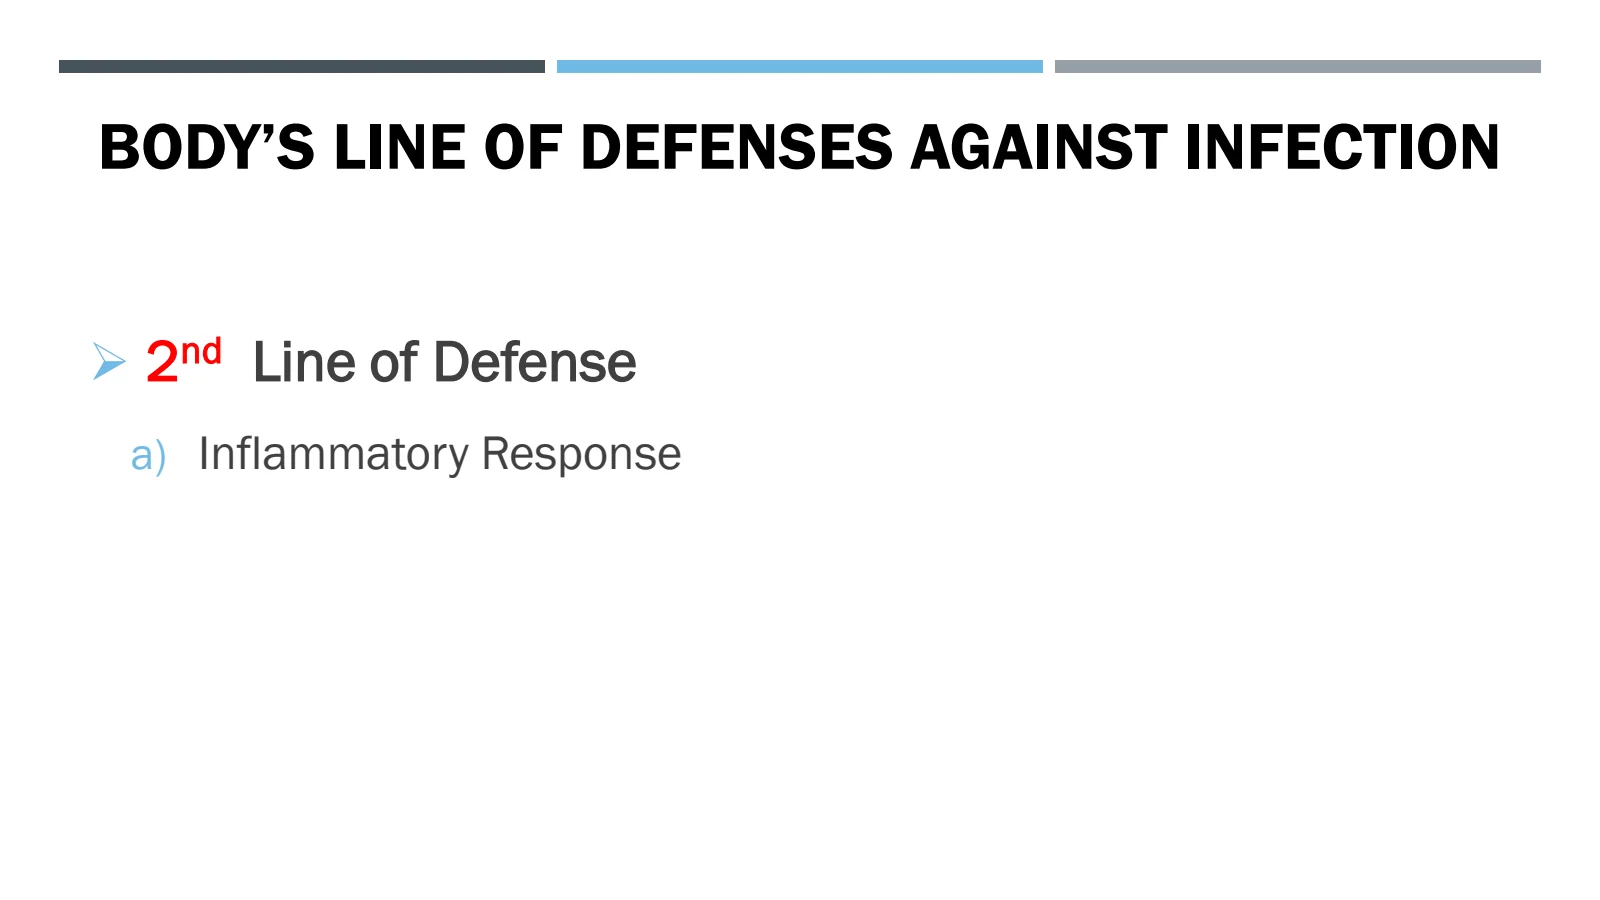 BODY’S LINE OF DEFENSES AGAINST INFECTION
2nd Line of Defense
a) Inflammatory Response